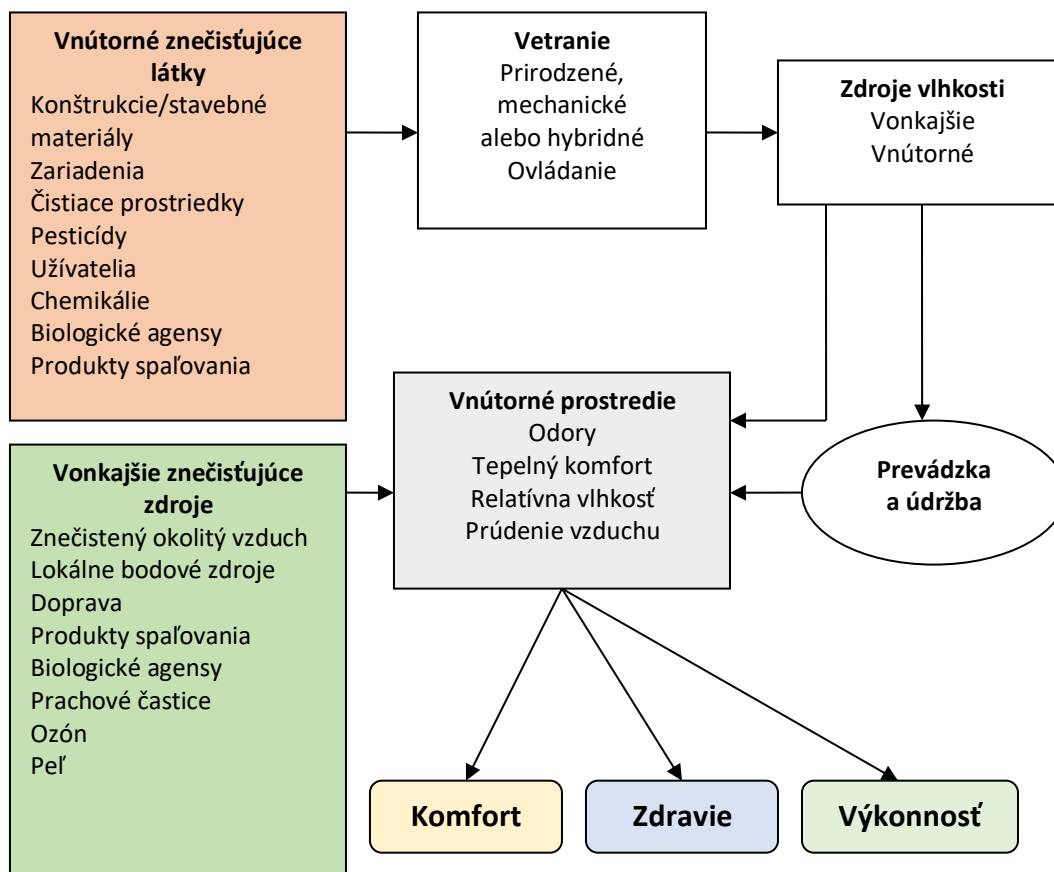 Vnútorné znečisťujúce
látky
Konštrukcie/stavebné
materiály
Zariadenia
Čistiace prostriedky
Pesticídy
Užívatelia
Chemikálie
Biologické agensy
Produkty spaľovania
Vetranie
Prirodzené,
mechanické
alebo hybridné
Ovládanie
Zdroje vlhkosti
Vonkajšie
Vnútorné
Vnútorné prostredie
Odory
Tepelný komfort
Relatívna vlhkosť
Prúdenie vzduchu
Prevádzka
a údržba
Vonkajšie znečisťujúce
zdroje
Znečistený okolitý vzduch
Lokálne bodové zdroje
Doprava
Produkty spaľovania
Biologické agensy
Prachové častice
Ozón
Peľ
Komfort
Zdravie
Výkonnosť